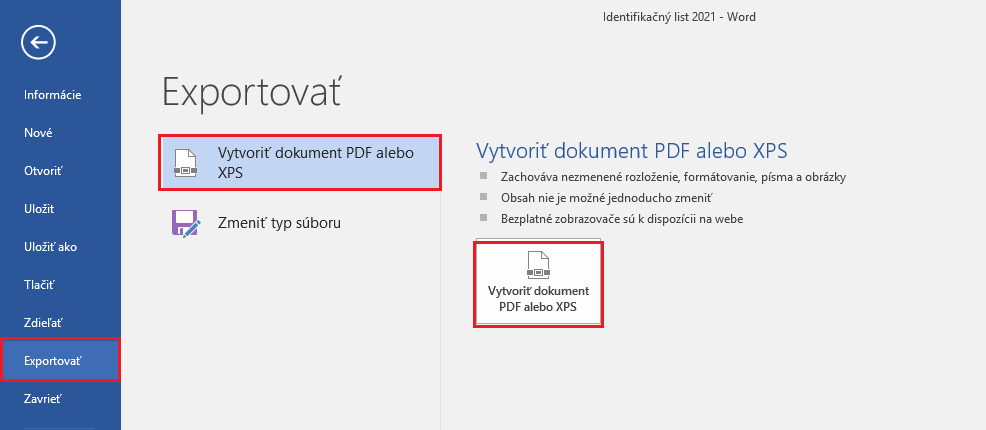 Identifikačný list 2021 - Word
Informácie
Nové
Otvoriť
Uložiť
Uložiť ako
Tlačiť
Zdieľať
Exportovať
Zavrieť
Exportovať
Vytvoriť dokument PDF alebo
XPS
Zmeniť typ súboru
Vytvoriť dokument PDF alebo XPS
Zachováva nezmenené rozloženie, formátovanie, písma a obrázky
Obsah nie je možné jednoducho zmeniť
Bezplatné zobrazovače sú k dispozícii na webe
Vytvoriť dokument
PDF alebo XPS